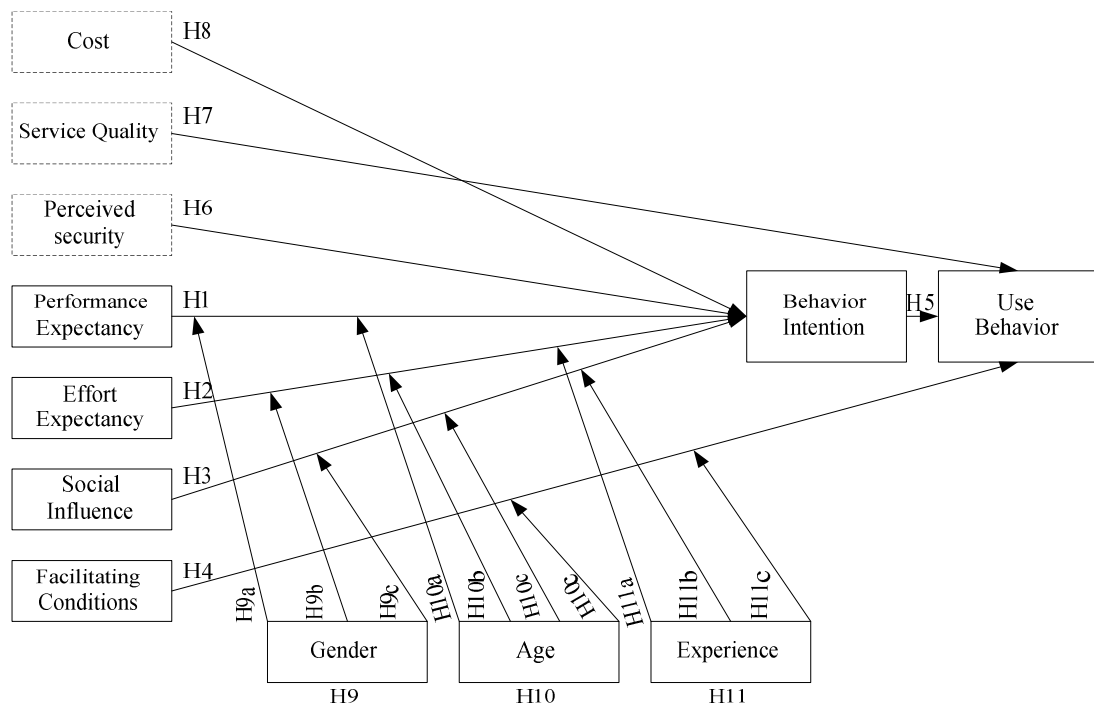 Cost
H8
Service Quality
H7
Perceived
security
H6
Performance
Expectancy
H1
Effort
Expectancy
H2
Social
Influence
H3
Facilitating
Conditions
H4
Behavior
Intention
H5
Use
Behavior
H9a
H9b
H9c
H10a
H10b
H10c
H10c
H11a
H11b
H11c
Gender
Age
Experience
H9
H10
H11